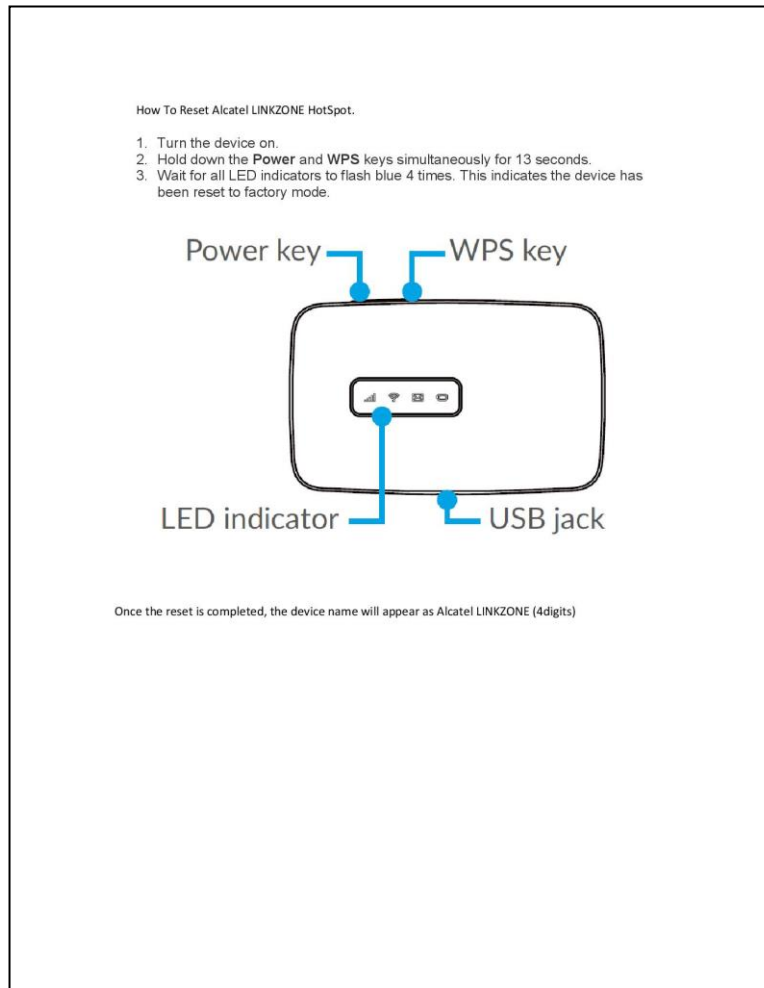 How To Reset Alcatel LINKZONE HotSpot.
1. Turn the device on.
2. Hold down the Power and WPS keys simultaneously for 13 seconds.
3. Wait for all LED indicators to flash blue 4 times. This indicates the device has
been reset to factory mode.
Power key
WPS key
LED indicator
USB jack
Once the reset is completed, the device name will appear as Alcatel LINKZONE (4digits)